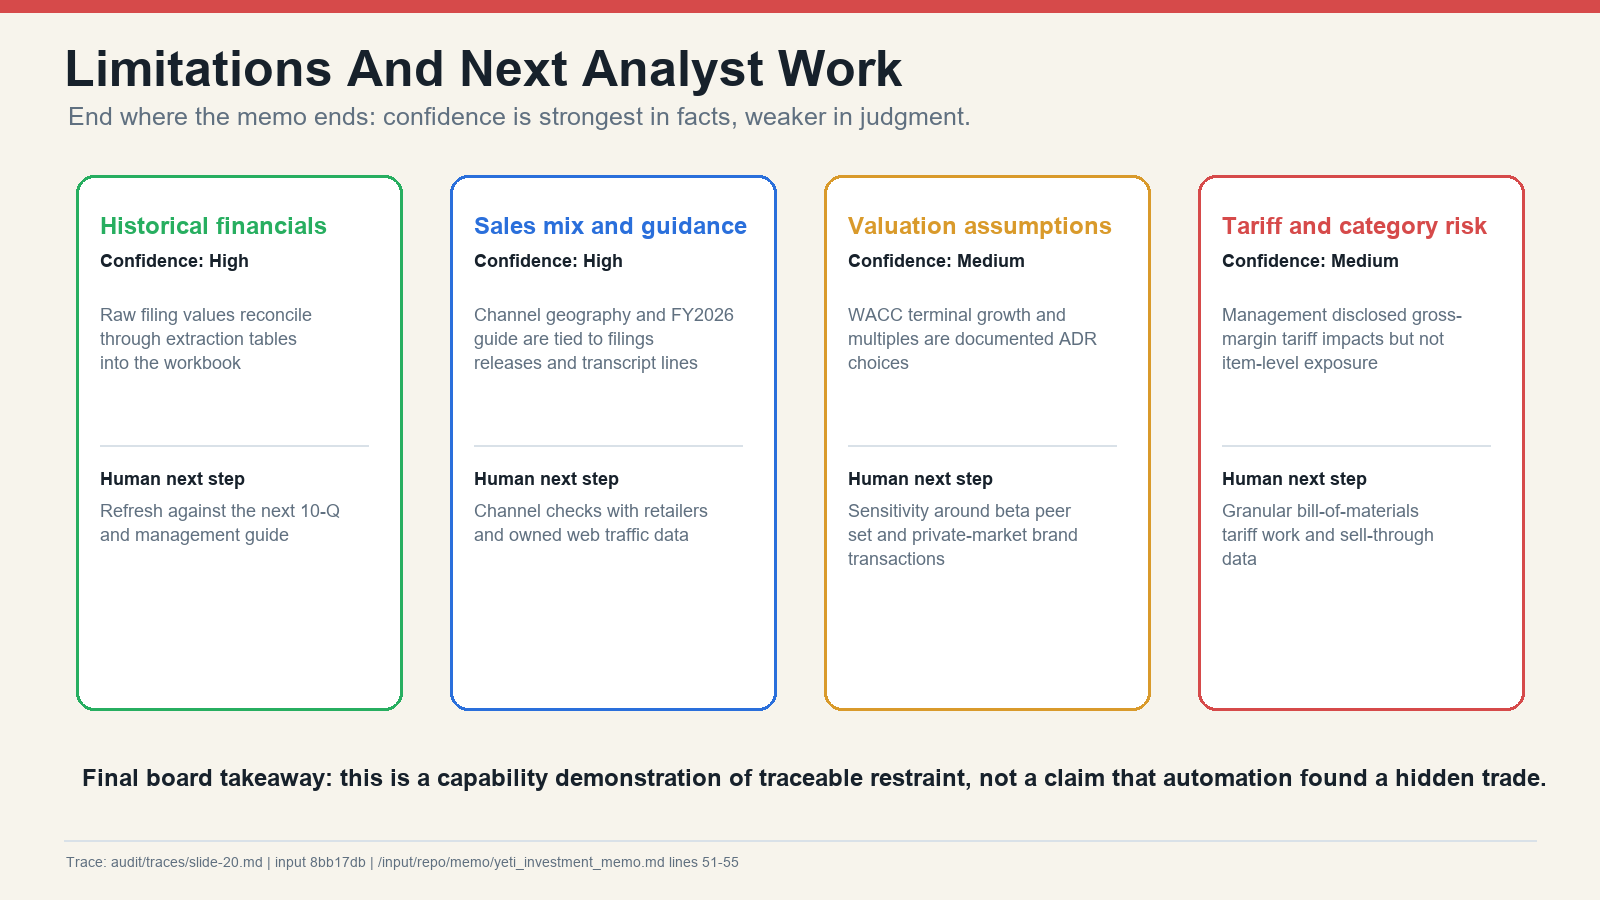 Limitations And Next Analyst Work
End where the memo ends: confidence is strongest in facts, weaker in judgment.
Historical financials
Confidence: High
Raw filing values reconcile
through extraction tables
into the workbook
Human next step
Refresh against the next 10-Q
and management guide
Sales mix and guidance
Confidence: High
Channel geography and FY2026
guide are tied to filings
releases and transcript lines
Human next step
Channel checks with retailers
and owned web traffic data
Valuation assumptions
Confidence: Medium
WACC terminal growth and
multiples are documented ADR
choices
Human next step
Sensitivity around beta peer
set and private-market brand
transactions
Tariff and category risk
Confidence: Medium
Management disclosed gross-
margin tariff impacts but not
item-level exposure
Human next step
Granular bill-of-materials
tariff work and sell-through
data
Final board takeaway: this is a capability demonstration of traceable restraint, not a claim that automation found a hidden trade.
Trace: audit/traces/slide-20.md | input 8bb17db | /input/repo/memo/yeti_investment_memo.md lines 51-55